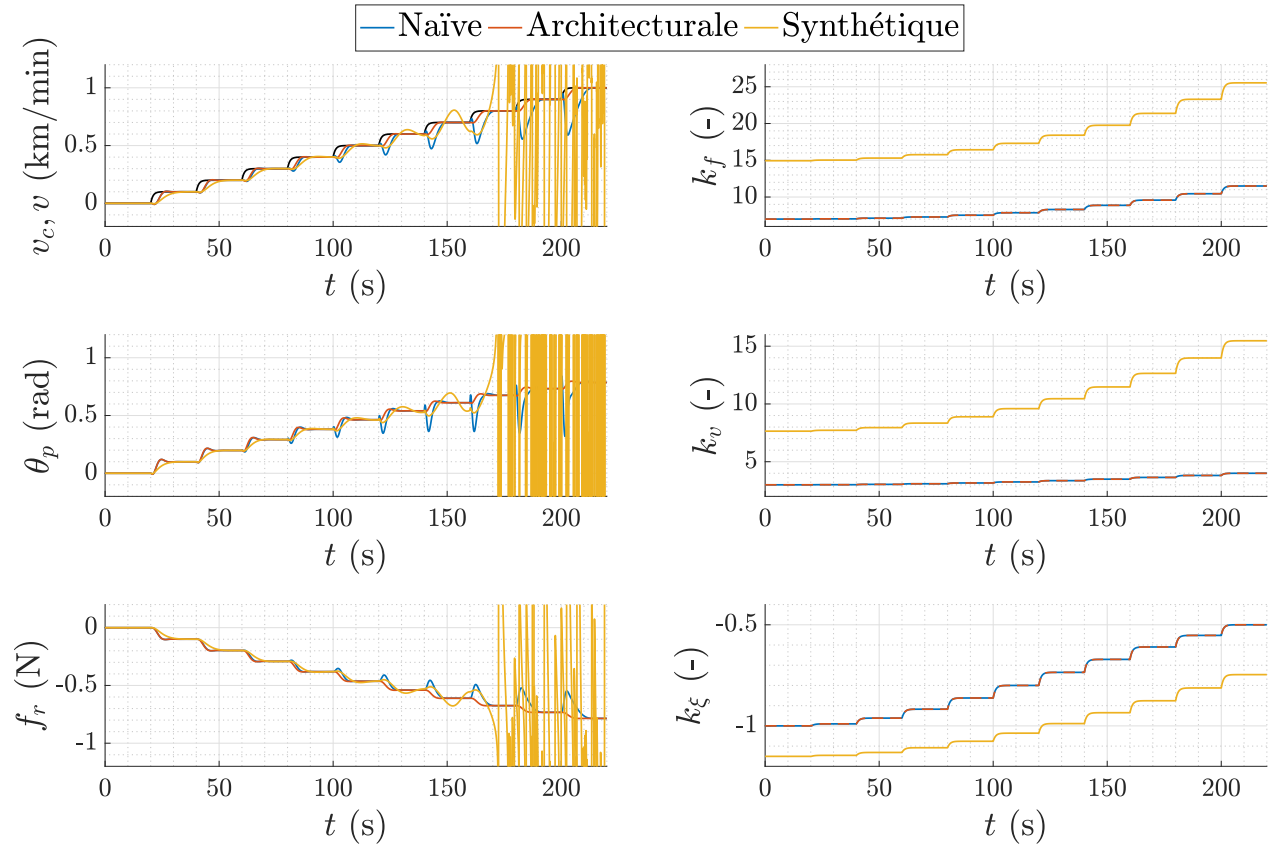 Naïve Architecturale Synthétique
v_c, v (km/min)
1
0.5
0
0 50 100 150 200
t (s)
k_f (-)
25
20
15
10
0 50 100 150 200
t (s)
θ_p (rad)
1
0.5
0
0 50 100 150 200
t (s)
k_v (-)
15
10
5
0 50 100 150 200
t (s)
f_r (N)
0
-0.5
-1
0 50 100 150 200
t (s)
k_ξ (-)
-0.5
-1
0 50 100 150 200
t (s)